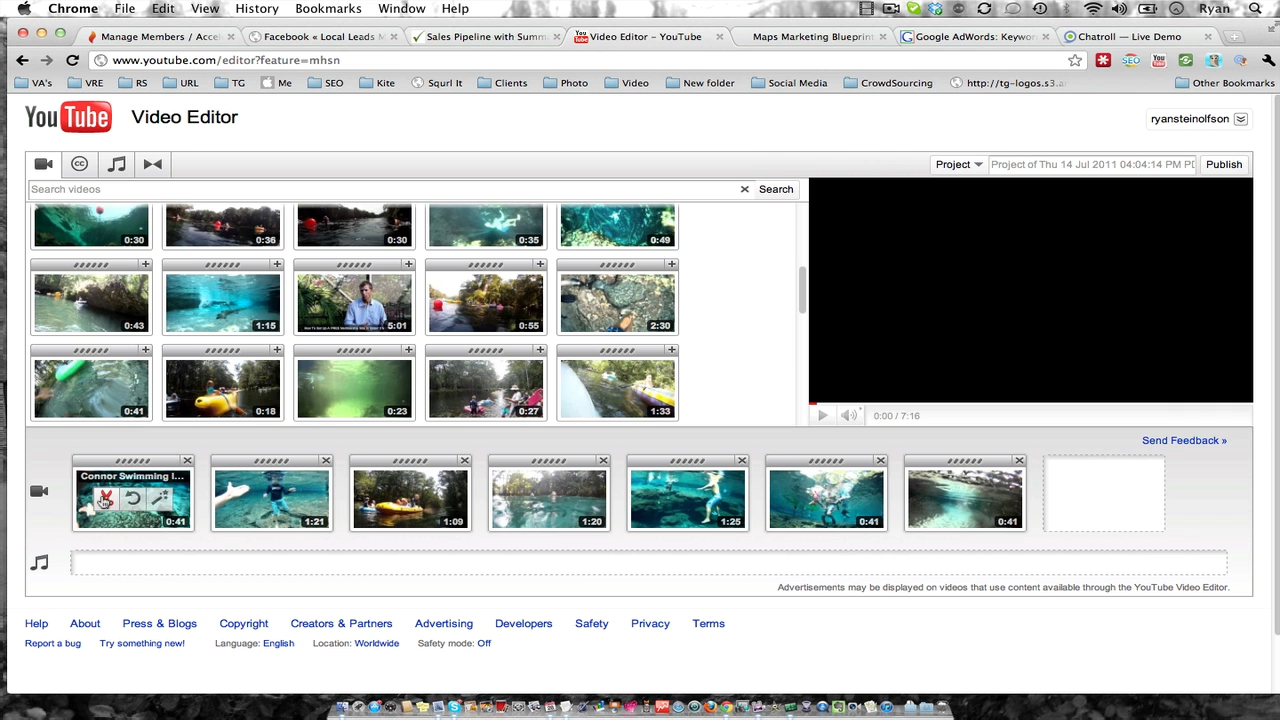 Chrome File Edit View History Bookmarks Window Help Ryan
Manage Members / Acce Facebook « Local Leads M Sales Pipeline with Summ Video Editor - YouTube Maps Marketing Blueprint Google AdWords: Keywor Chatroll — Live Demo
www.youtube.com/editor?feature=mhsn
VA's VRE RS URL TG Me SEO Kite Squrl It Clients Photo Video New folder Social Media CrowdSourcing http://tg-logos.s3.ar Other Bookmarks
YouTube Video Editor
ryansteinolfson
CC
Project Project of Thu 14 Jul 2011 04:04:14 PM PD Publish
Search videos Search
0:30 0:36 0:30 0:35 0:49
0:43 1:15 5:01 0:55 2:30
0:41 0:18 0:23 0:27 1:33
0:00 / 7:16
Send Feedback »
Connor Swimming i...
0:41 1:21 1:09 1:20 1:25 0:41 0:41
Advertisements may be displayed on videos that use content available through the YouTube Video Editor.
Help About Press & Blogs Copyright Creators & Partners Advertising Developers Safety Privacy Terms
Report a bug Try something new! Language: English Location: Worldwide Safety mode: Off